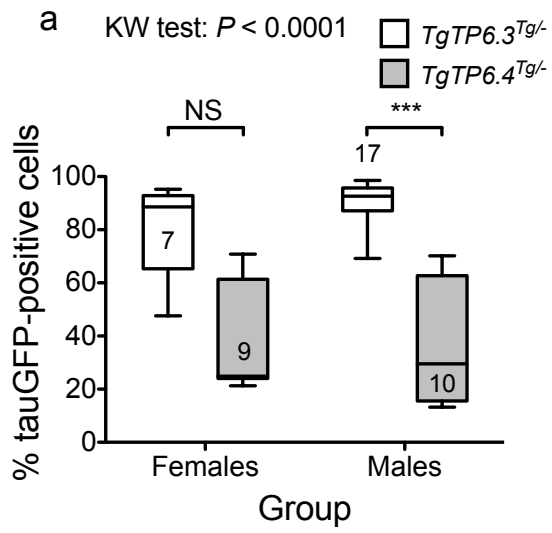 a
KW test: P < 0.0001
TgTP6.3Tg/-
TgTP6.4Tg/-
NS
***
% tauGFP-positive cells
100
80
60
40
20
0
7
9
17
10
Females
Males
Group